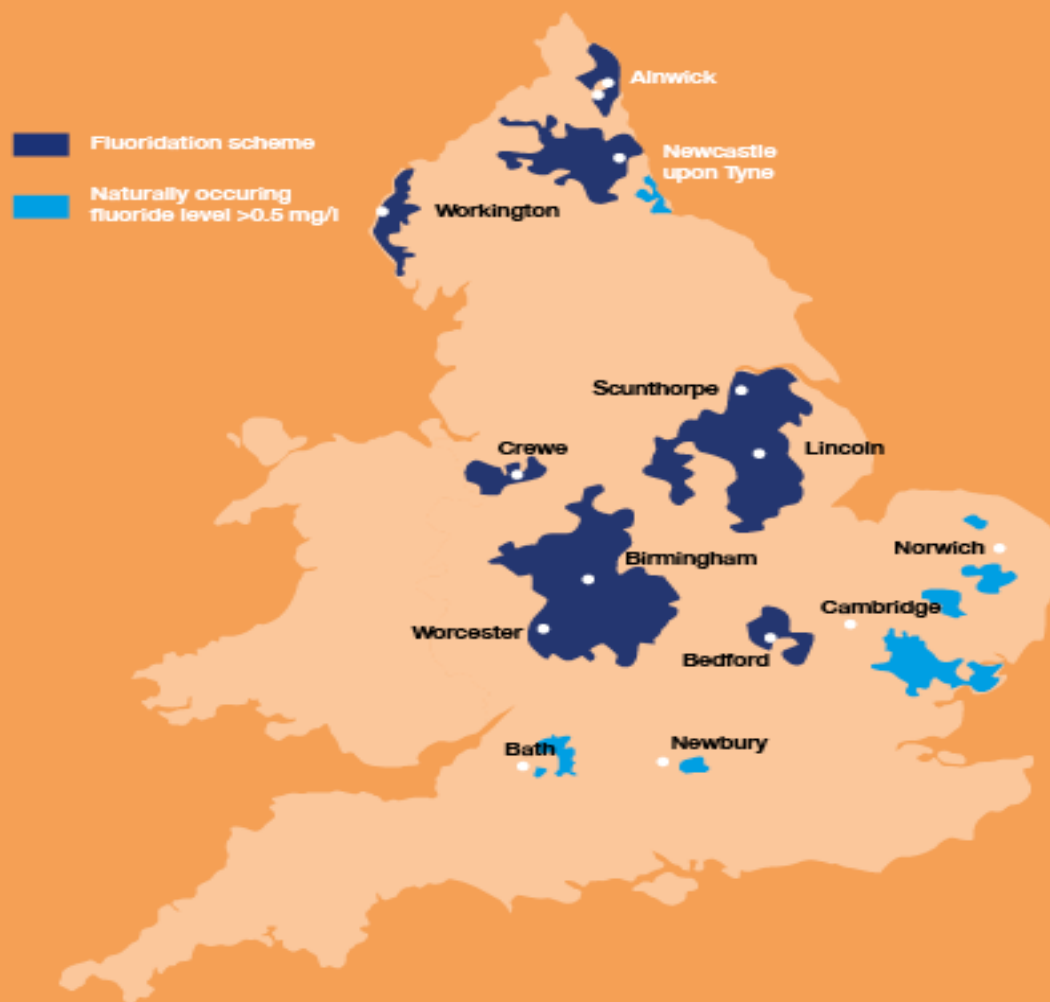 Alnwick
Fluoridation scheme
Newcastle
upon Tyne
Naturally occuring
fluoride level >0.5 mg/l
Workington
Scunthorpe
Crewe
Lincoln
Norwich
Birmingham
Cambridge
Worcester
Bedford
Newbury
Bath